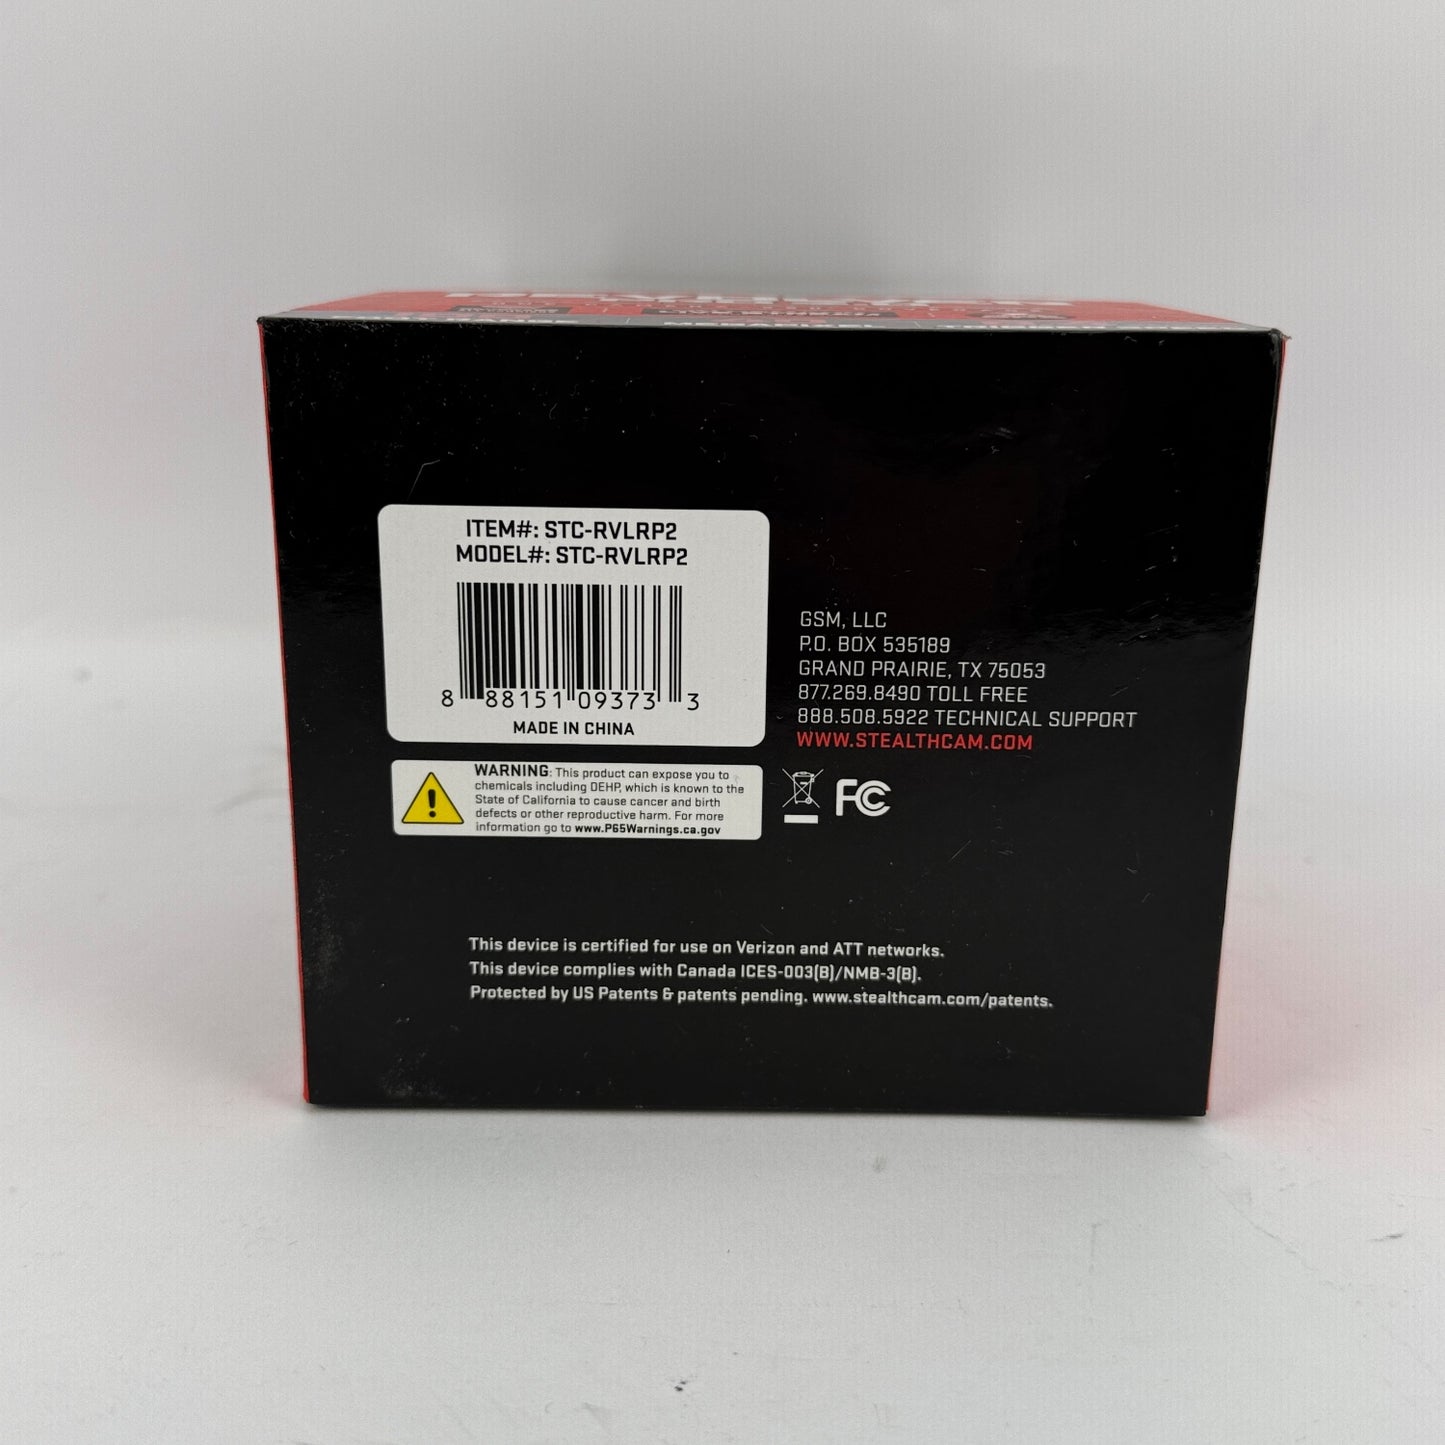 ITEM#: STC-RVLRP2
MODEL#: STC-RVLRP2
8 88151 09373 3
MADE IN CHINA
GSM, LLC
P.O. BOX 535189
GRAND PRAIRIE, TX 75053
877.269.8490 TOLL FREE
888.508.5922 TECHNICAL SUPPORT
WWW.STEALTHCAM.COM
WARNING: This product can expose you to
chemicals including DEHP, which is known to the
State of California to cause cancer and birth
defects or other reproductive harm. For more
information go to www.P65Warnings.ca.gov
FC
This device is certified for use on Verizon and ATT networks.
This device complies with Canada ICES-003(B)/NMB-3(B).
Protected by US Patents & patents pending. www.stealthcam.com/patents.